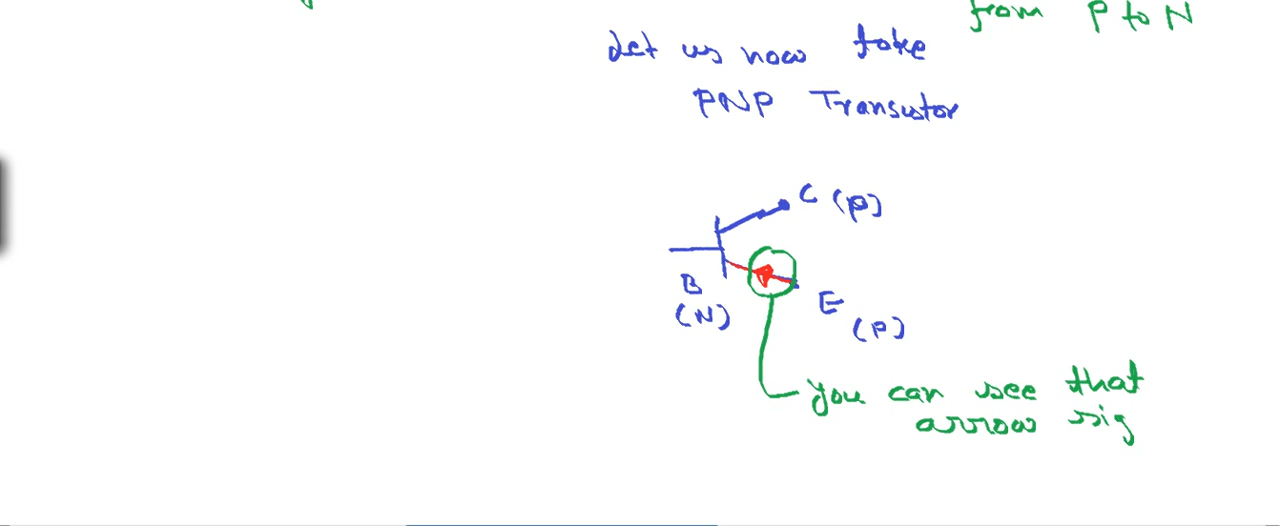 from P to N
Let us now take
PNP Transistor
C (P)
B
(N)
E
(P)
you can see that
arrow sig